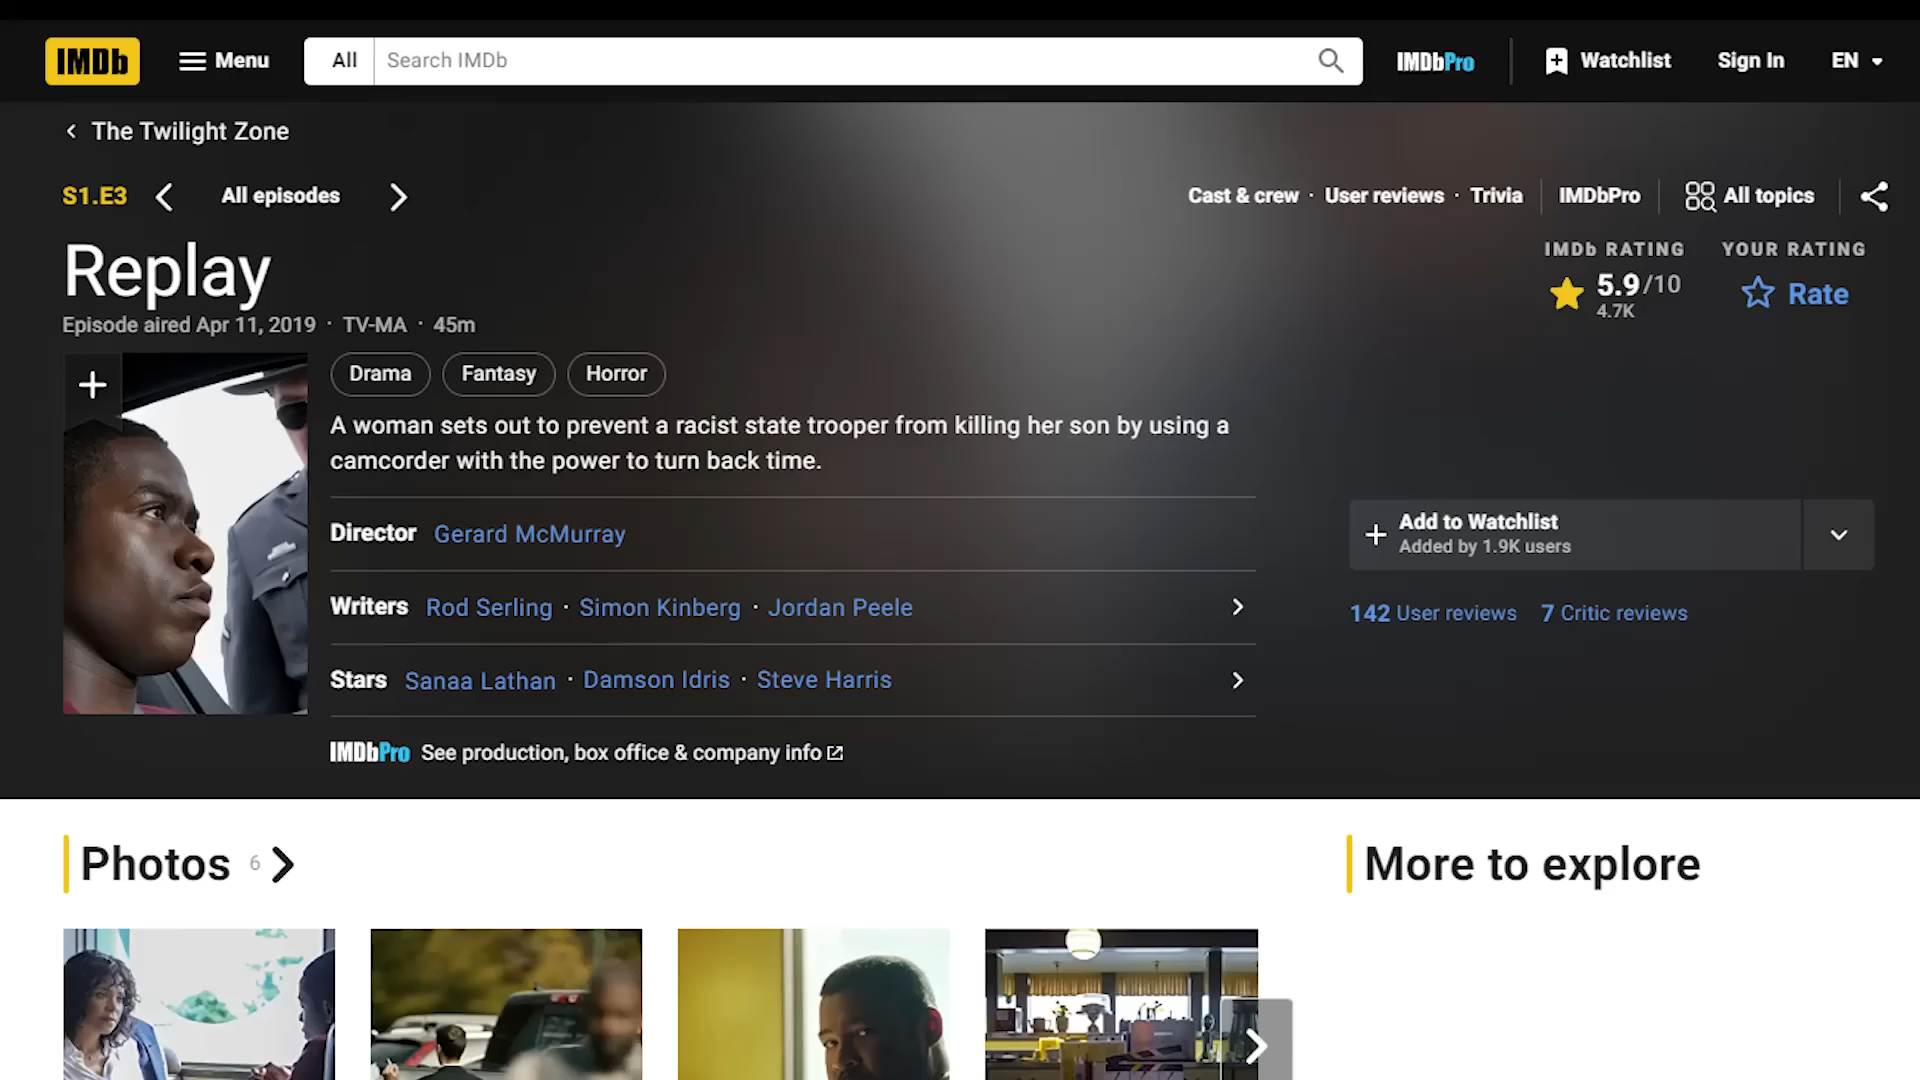 IMDb Menu All Search IMDb IMDbPro Watchlist Sign In EN
The Twilight Zone
S1.E3 All episodes Cast & crew · User reviews · Trivia IMDbPro All topics
Replay
IMDb RATING YOUR RATING
5.9/10 Rate
4.7K
Episode aired Apr 11, 2019 · TV-MA · 45m
Drama Fantasy Horror
A woman sets out to prevent a racist state trooper from killing her son by using a
camcorder with the power to turn back time.
Director Gerard McMurray
Add to Watchlist
Added by 1.9K users
Writers Rod Serling · Simon Kinberg · Jordan Peele
142 User reviews 7 Critic reviews
Stars Sanaa Lathan · Damson Idris · Steve Harris
IMDbPro See production, box office & company info
Photos 6
More to explore